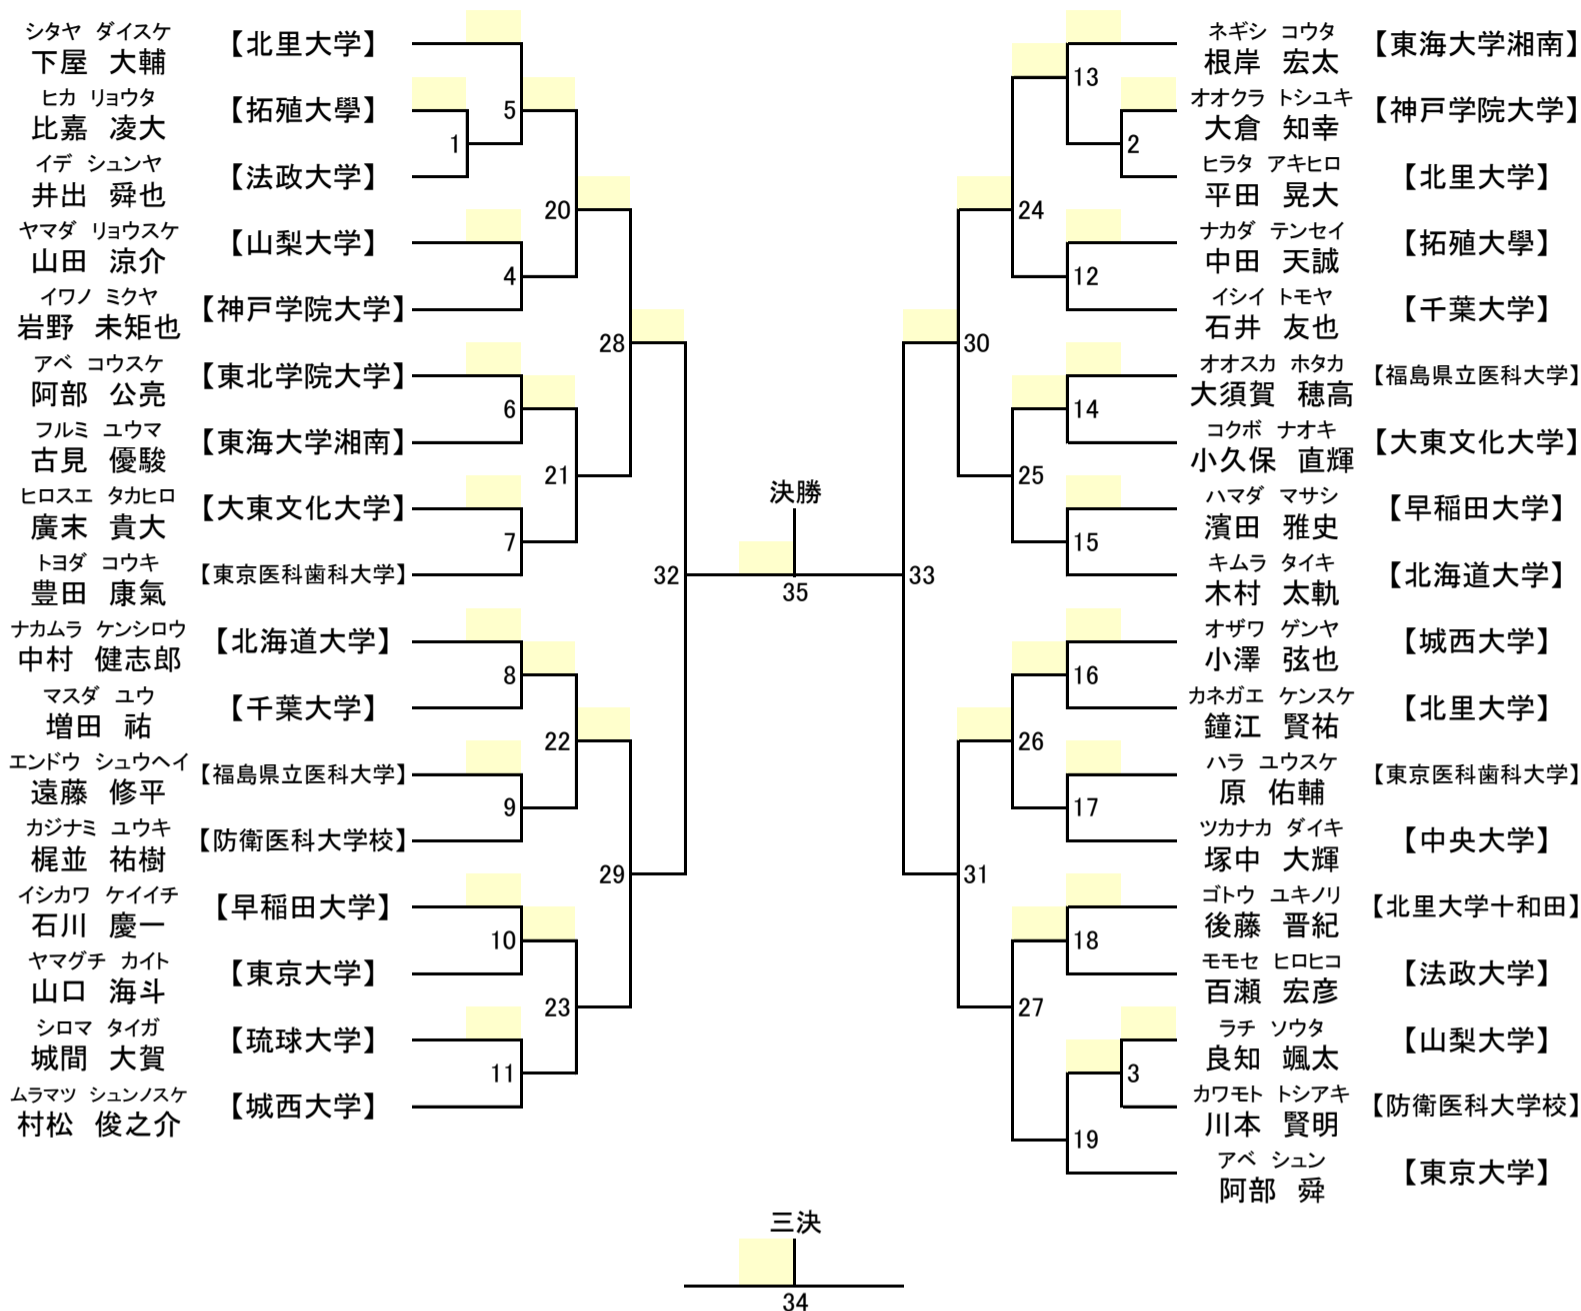 シタヤ ダイスケ
下屋 大輔
【北里大学】
ヒカ リョウタ
比嘉 凌大
【拓殖大學】
イデ シュンヤ
井出 舜也
【法政大学】
ヤマダ リョウスケ
山田 涼介
【山梨大学】
イワノ ミクヤ
岩野 未矩也
【神戸学院大学】
アベ コウスケ
阿部 公亮
【東北学院大学】
フルミ ユウマ
古見 優駿
【東海大学湘南】
ヒロスエ タカヒロ
廣末 貴大
【大東文化大学】
トヨダ コウキ
豊田 康氣
【東京医科歯科大学】
ナカムラ ケンシロウ
中村 健志郎
【北海道大学】
マスダ ユウ
増田 祐
【千葉大学】
エンドウ シュウヘイ
遠藤 修平
【福島県立医科大学】
カジナミ ユウキ
梶並 祐樹
【防衛医科大学校】
イシカワ ケイイチ
石川 慶一
【早稲田大学】
ヤマグチ カイト
山口 海斗
【東京大学】
シロマ タイガ
城間 大賀
【琉球大学】
ムラマツ シュンノスケ
村松 俊之介
【城西大学】
1
5
4
20
6
7
21
28
8
9
22
10
11
23
29
32
決勝
35
33
30
31
24
25
26
27
13
2
12
14
15
16
17
18
3
19
ネギシ コウタ
根岸 宏太
【東海大学湘南】
オオクラ トシユキ
大倉 知幸
【神戸学院大学】
ヒラタ アキヒロ
平田 晃大
【北里大学】
ナカダ テンセイ
中田 天誠
【拓殖大學】
イシイ トモヤ
石井 友也
【千葉大学】
オオスカ ホタカ
大須賀 穂高
【福島県立医科大学】
コクボ ナオキ
小久保 直輝
【大東文化大学】
ハマダ マサシ
濱田 雅史
【早稲田大学】
キムラ タイキ
木村 太軌
【北海道大学】
オザワ ゲンヤ
小澤 弦也
【城西大学】
カネガエ ケンスケ
鐘江 賢祐
【北里大学】
ハラ ユウスケ
原 佑輔
【東京医科歯科大学】
ツカナカ ダイキ
塚中 大輝
【中央大学】
ゴトウ ユキノリ
後藤 晋紀
【北里大学十和田】
モモセ ヒロヒコ
百瀬 宏彦
【法政大学】
ラチ ソウタ
良知 颯太
【山梨大学】
カワモト トシアキ
川本 賢明
【防衛医科大学校】
アベ シュン
阿部 舜
【東京大学】
三決
34